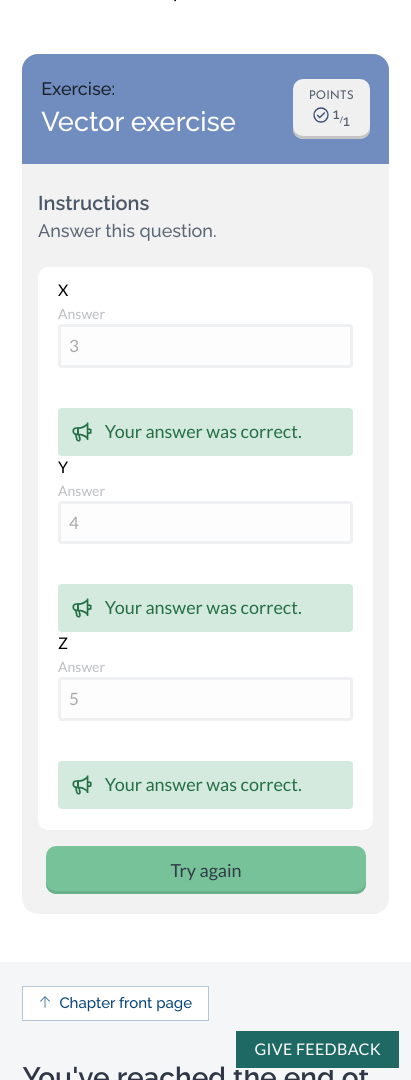 Exercise:
Vector exercise
POINTS
1/1
Instructions
Answer this question.
X
Answer
3
Your answer was correct.
Y
Answer
4
Your answer was correct.
Z
Answer
5
Your answer was correct.
Try again
↑ Chapter front page
GIVE FEEDBACK
You've reached the end of